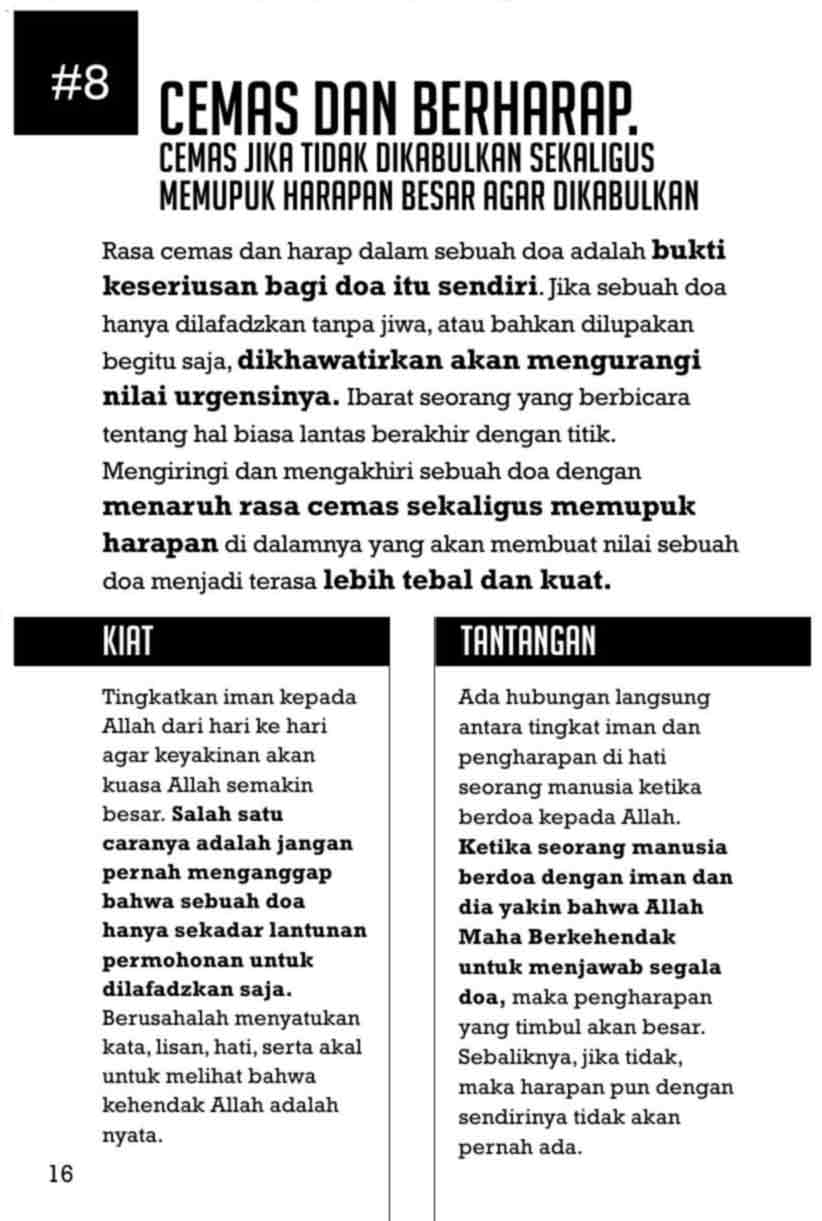 #8
CEMAS DAN BERHARAP.
CEMAS JIKA TIDAK DIKABULKAN SEKALIGUS
MEMUPUK HARAPAN BESAR AGAR DIKABULKAN
Rasa cemas dan harap dalam sebuah doa adalah bukti
keseriusan bagi doa itu sendiri. Jika sebuah doa
hanya dilafadzkan tanpa jiwa, atau bahkan dilupakan
begitu saja, dikhawatirkan akan mengurangi
nilai urgensinya. Ibarat seorang yang berbicara
tentang hal biasa lantas berakhir dengan titik.
Mengiringi dan mengakhiri sebuah doa dengan
menaruh rasa cemas sekaligus memupuk
harapan di dalamnya yang akan membuat nilai sebuah
doa menjadi terasa lebih tebal dan kuat.
KIAT
Tingkatkan iman kepada
Allah dari hari ke hari
agar keyakinan akan
kuasa Allah semakin
besar. Salah satu
caranya adalah jangan
pernah menganggap
bahwa sebuah doa
hanya sekadar lantunan
permohonan untuk
dilafadzkan saja.
Berusahalah menyatukan
kata, lisan, hati, serta akal
untuk melihat bahwa
kehendak Allah adalah
nyata.
TANTANGAN
Ada hubungan langsung
antara tingkat iman dan
pengharapan di hati
seorang manusia ketika
berdoa kepada Allah.
Ketika seorang manusia
berdoa dengan iman dan
dia yakin bahwa Allah
Maha Berkehendak
untuk menjawab segala
doa, maka pengharapan
yang timbul akan besar.
Sebaliknya, jika tidak,
maka harapan pun dengan
sendirinya tidak akan
pernah ada.
16